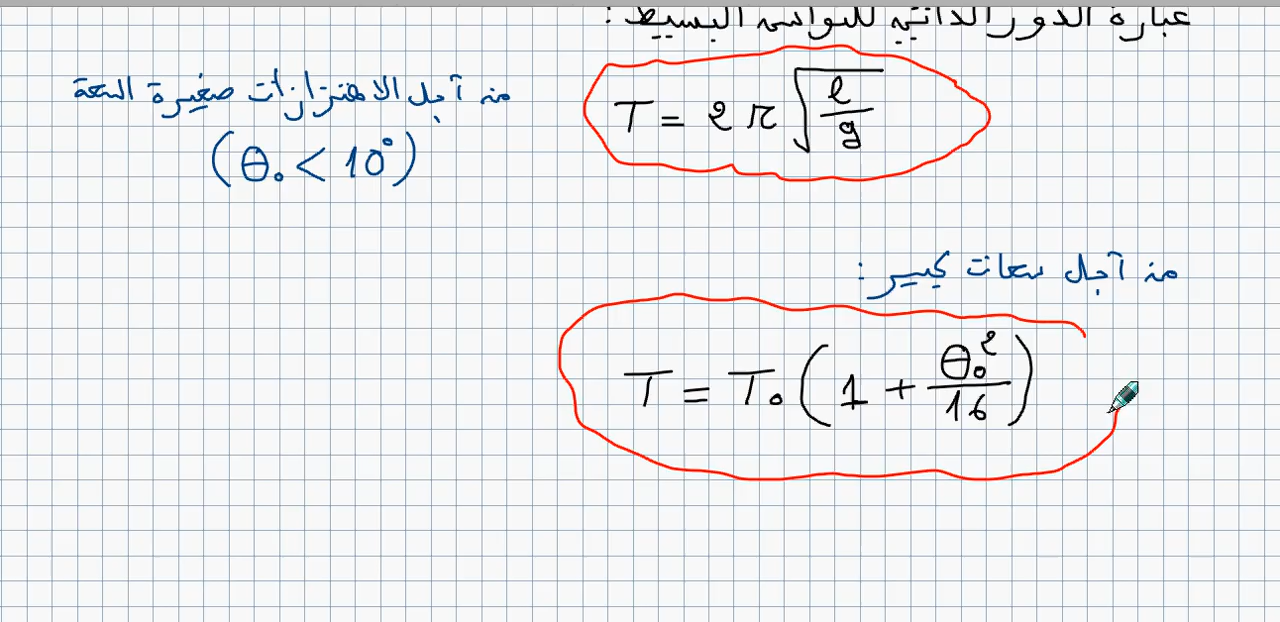 عبارة الدور الذاتي للنواس البسيط :
T = 2π √(l/g)
من أجل الاهتزازات صغيرة السعة
(θ₀ < 10°)
من أجل سعات كبير :
T = T₀ (1 + θ₀²/16)